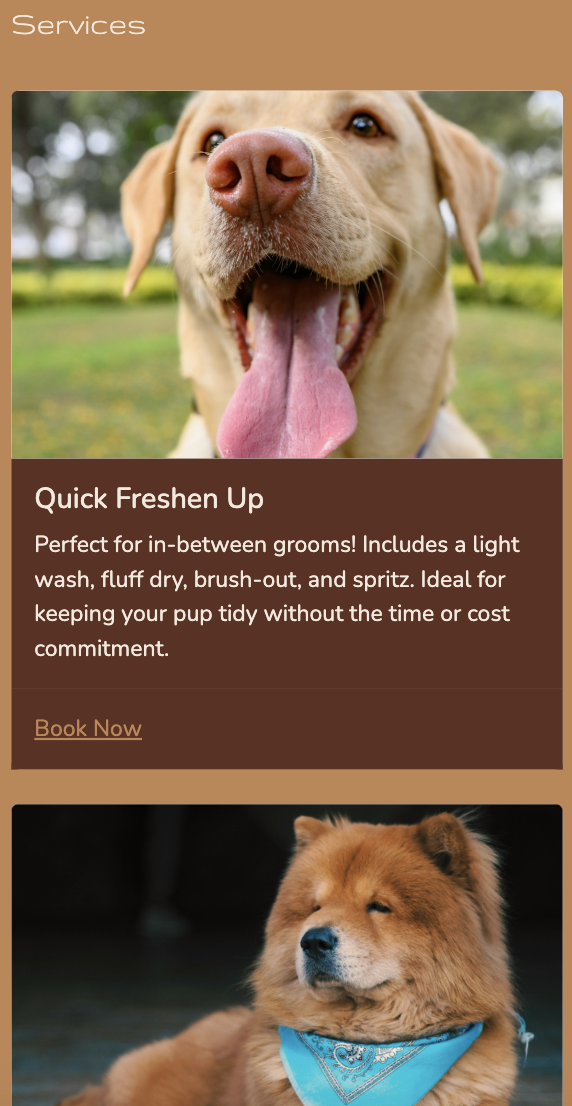 Services
Quick Freshen Up
Perfect for in-between grooms! Includes a light
wash, fluff dry, brush-out, and spritz. Ideal for
keeping your pup tidy without the time or cost
commitment.
Book Now